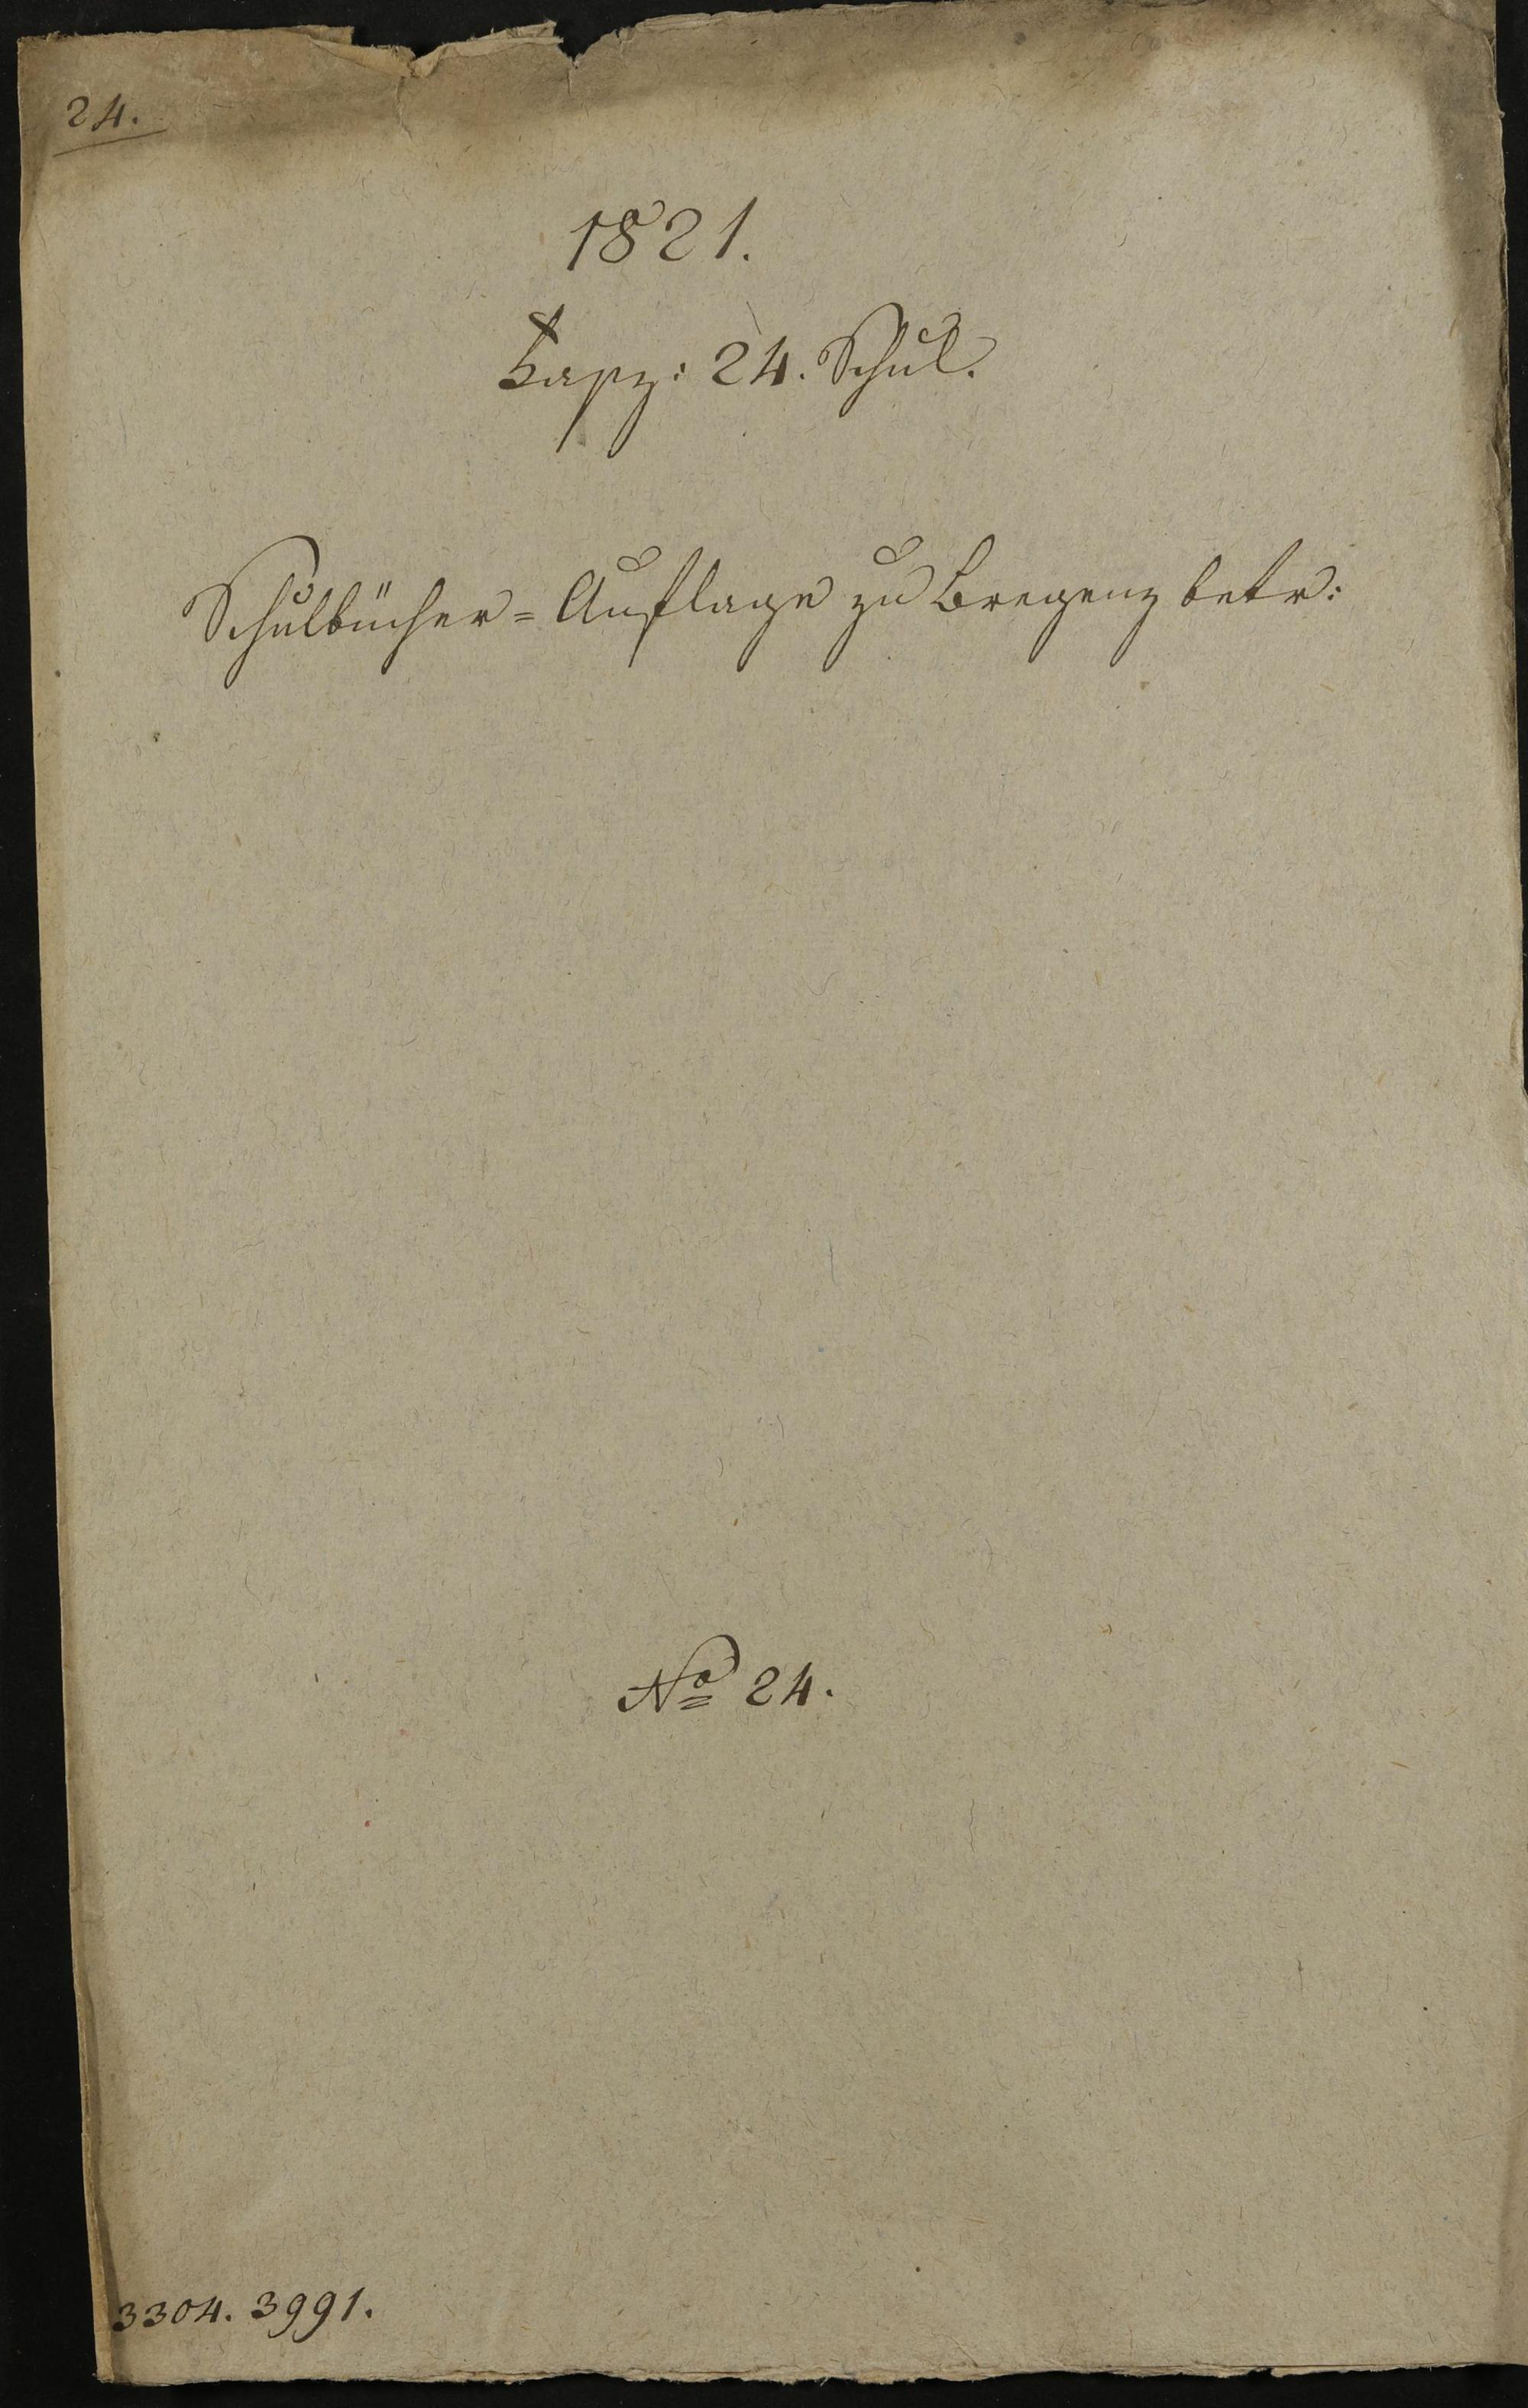 24.
1821.
Fasz: 24. Schul.
Schulbücher=Auflage zu Bregenz betr:
No 24.
3304. 3991.